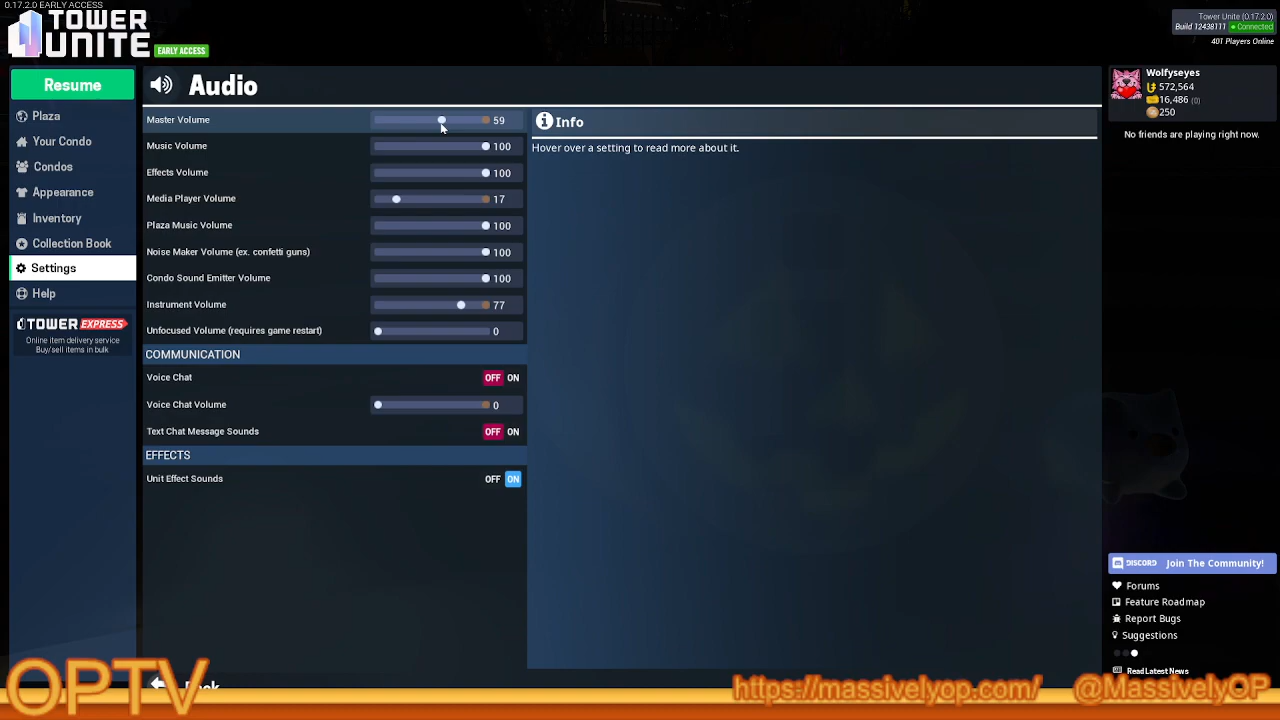 0.17.2.0 EARLY ACCESS
TOWER
UNITE
EARLY ACCESS
Tower Unite (0.17.2.0)
Build 12438111 Connected
401 Players Online
Resume
Plaza
Your Condo
Condos
Appearance
Inventory
Collection Book
Settings
Help
TOWER EXPRESS
Online item delivery service
Buy/sell items in bulk
Audio
Master Volume 59
Music Volume 100
Effects Volume 100
Media Player Volume 17
Plaza Music Volume 100
Noise Maker Volume (ex. confetti guns) 100
Condo Sound Emitter Volume 100
Instrument Volume 77
Unfocused Volume (requires game restart) 0
COMMUNICATION
Voice Chat OFF ON
Voice Chat Volume 0
Text Chat Message Sounds OFF ON
EFFECTS
Unit Effect Sounds OFF ON
Back
Info
Hover over a setting to read more about it.
Wolfyseyes
572,564
16,486 (0)
250
No friends are playing right now.
DISCORD Join The Community!
Forums
Feature Roadmap
Report Bugs
Suggestions
Read Latest News
OPTV
https://massivelyop.com/ @MassivelyOP